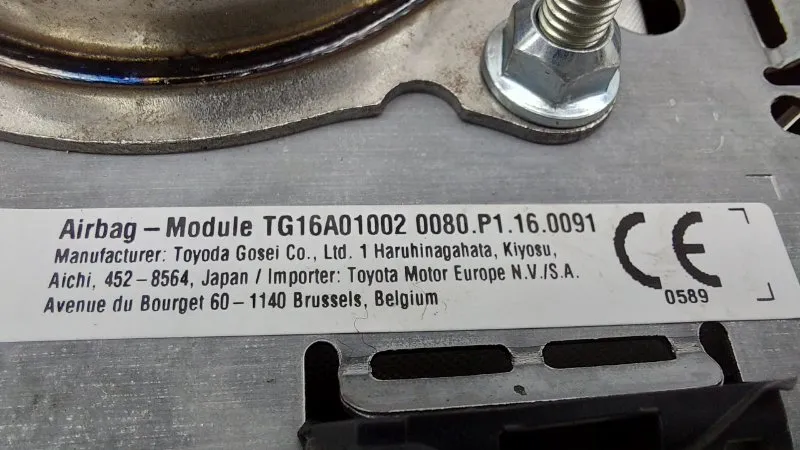 Airbag – Module TG16A01002 0080.P1.16.0091
Manufacturer: Toyoda Gosei Co., Ltd. 1 Haruhinagahata, Kiyosu,
Aichi, 452 – 8564, Japan / Importer: Toyota Motor Europe N.V./S.A.
Avenue du Bourget 60 – 1140 Brussels, Belgium
CE
0589